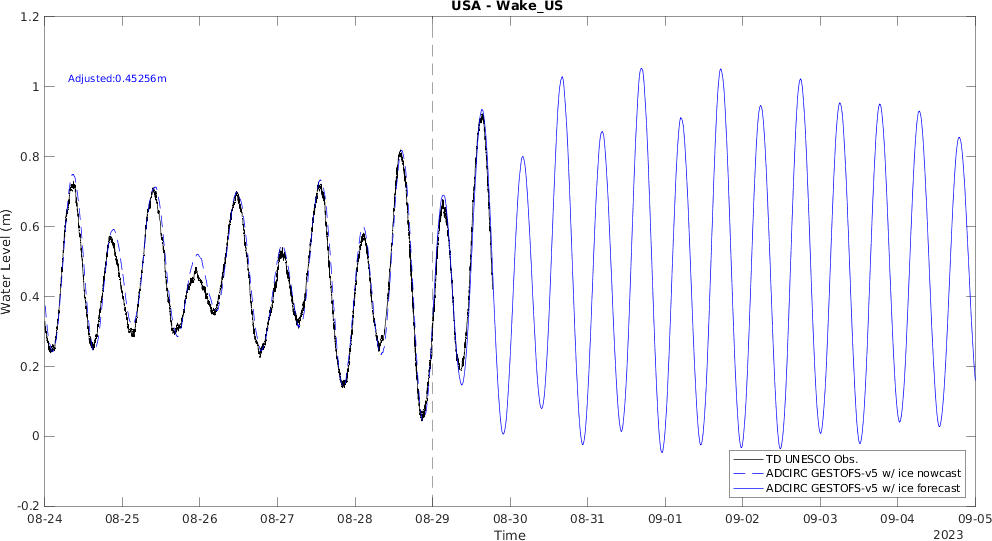 USA - Wake_US
Adjusted:0.45256m
Water Level (m)
1.2
1
0.8
0.6
0.4
0.2
0
-0.2
TD UNESCO Obs.
ADCIRC GESTOFS-v5 w/ ice nowcast
ADCIRC GESTOFS-v5 w/ ice forecast
08-24 08-25 08-26 08-27 08-28 08-29 08-30 08-31 09-01 09-02 09-03 09-04 09-05
Time
2023